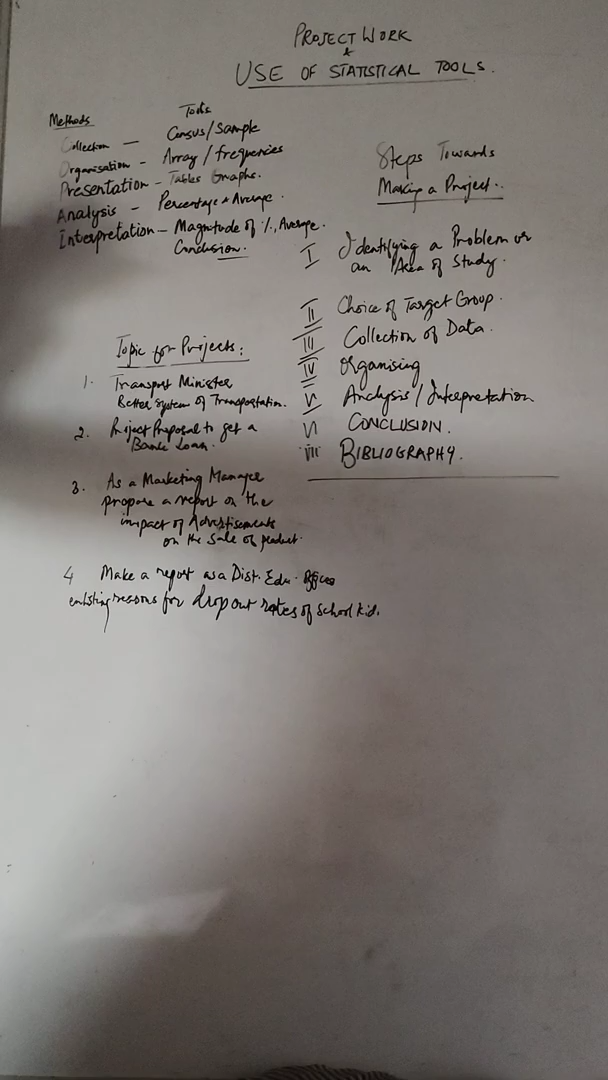 PROJECT WORK
&
USE OF STATISTICAL TOOLS.
Methods Tools
Collection — Census/Sample
Organisation - Array / frequencies
Presentation - Tables Graphs.
Analysis - Percentage & Average.
Interpretation - Magnitude of %, Average.
Conclusion.
Steps Towards
Making a Project..
I Identifying a Problem or
an Area of Study.
II Choice of Target Group.
III Collection of Data.
IV Organising
V Analysis / Interpretation
VI CONCLUSION.
VII BIBLIOGRAPHY.
Topic for Projects:
1. Transport Minister
Better system of Transportation.
2. Project Proposal to get a
Bank Loan.
3. As a Marketing Manager
propose a report on the
impact of Advertisements
on the Sale of product.
4 Make a report as a Dist. Edu. Officer
enlisting reasons for drop out rates of School kid.